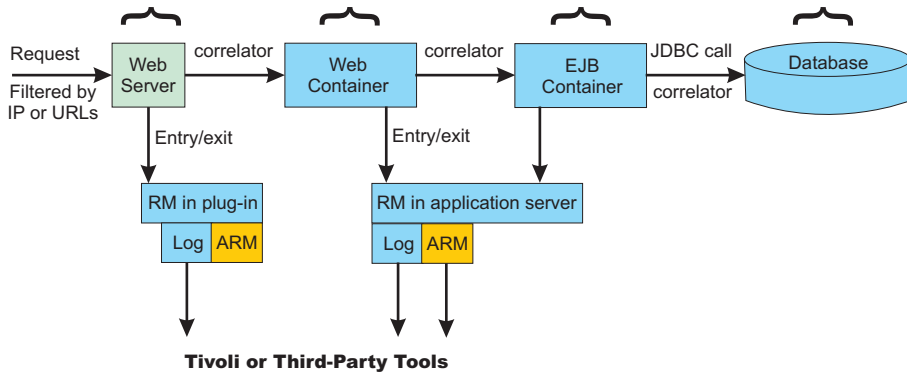 Request
Filtered by
IP or URLs
Web
Server
correlator
Web
Container
correlator
EJB
Container
JDBC call
correlator
Database
Entry/exit
Entry/exit
RM in plug-in
Log
ARM
RM in application server
Log
ARM
Tivoli or Third-Party Tools